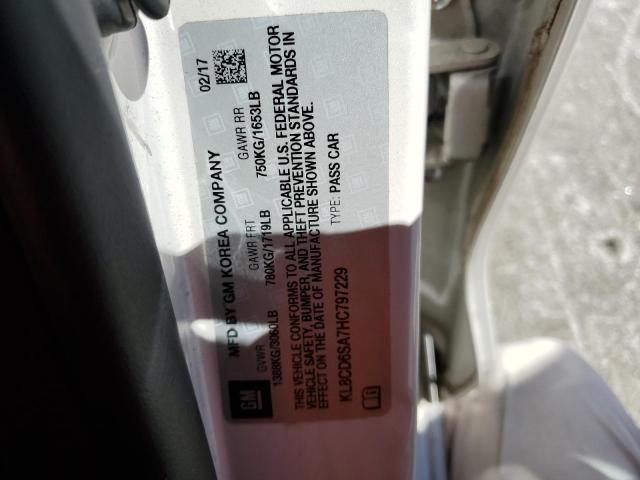 MFD BY GM KOREA COMPANY 02/17
GM
GVWR GAWR FRT GAWR RR
1388KG/3060LB 780KG/1719LB 750KG/1653LB
THIS VEHICLE CONFORMS TO ALL APPLICABLE U.S. FEDERAL MOTOR
VEHICLE SAFETY, BUMPER, AND THEFT PREVENTION STANDARDS IN
EFFECT ON THE DATE OF MANUFACTURE SHOWN ABOVE.
KL8CD6SA7HC797229 TYPE: PASS CAR